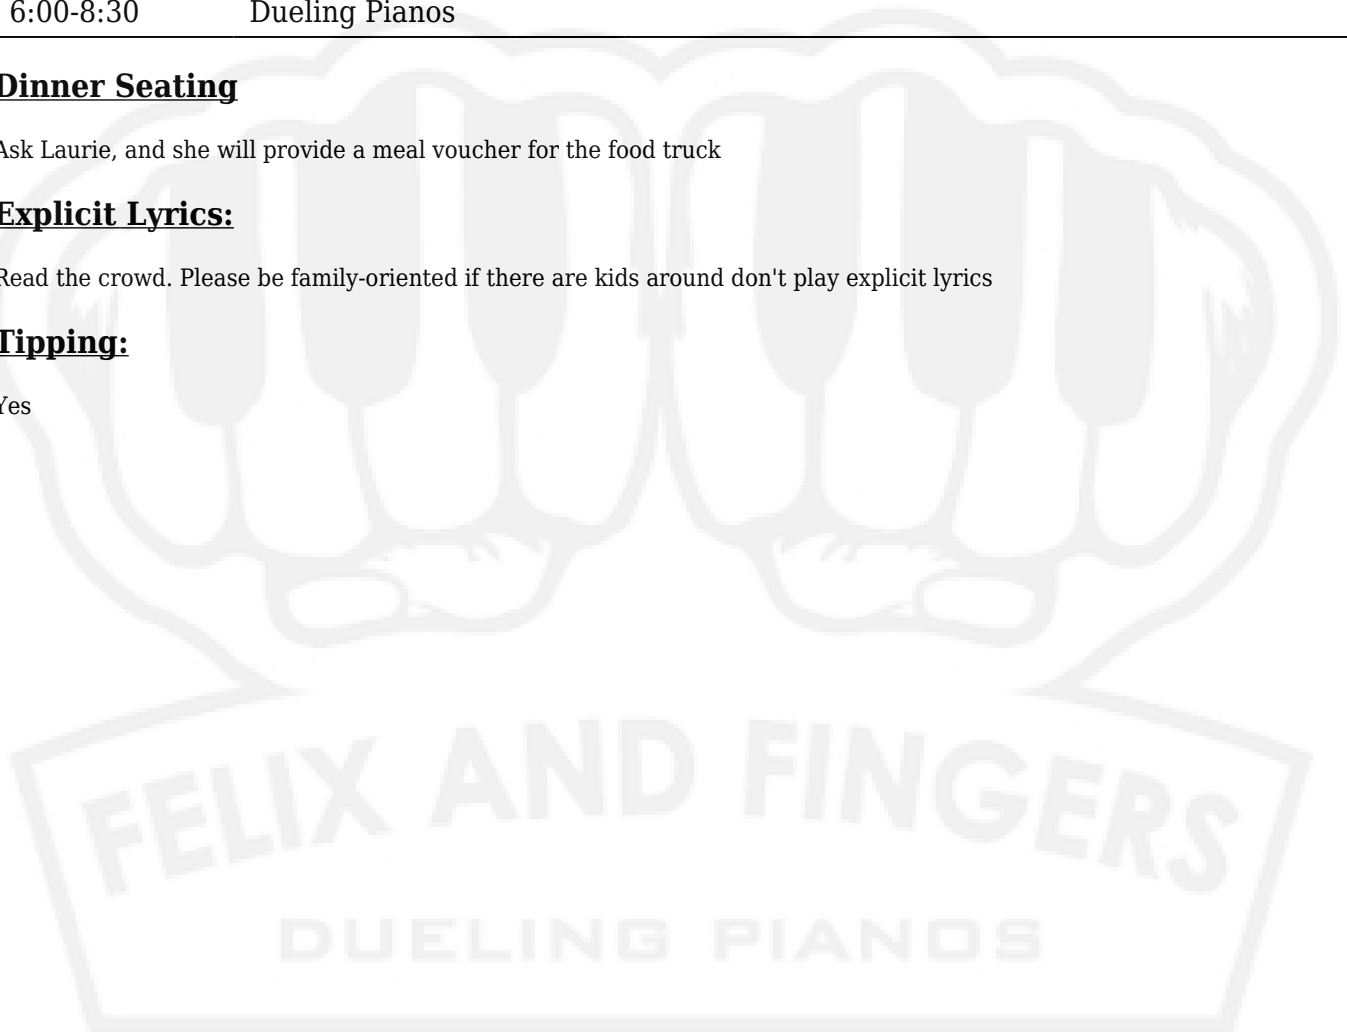 6:00-8:30 Dueling Pianos
Dinner Seating
Ask Laurie, and she will provide a meal voucher for the food truck
Explicit Lyrics:
Read the crowd. Please be family-oriented if there are kids around don't play explicit lyrics
Tipping:
Yes
FELIX AND FINGERS
DUELING PIANOS